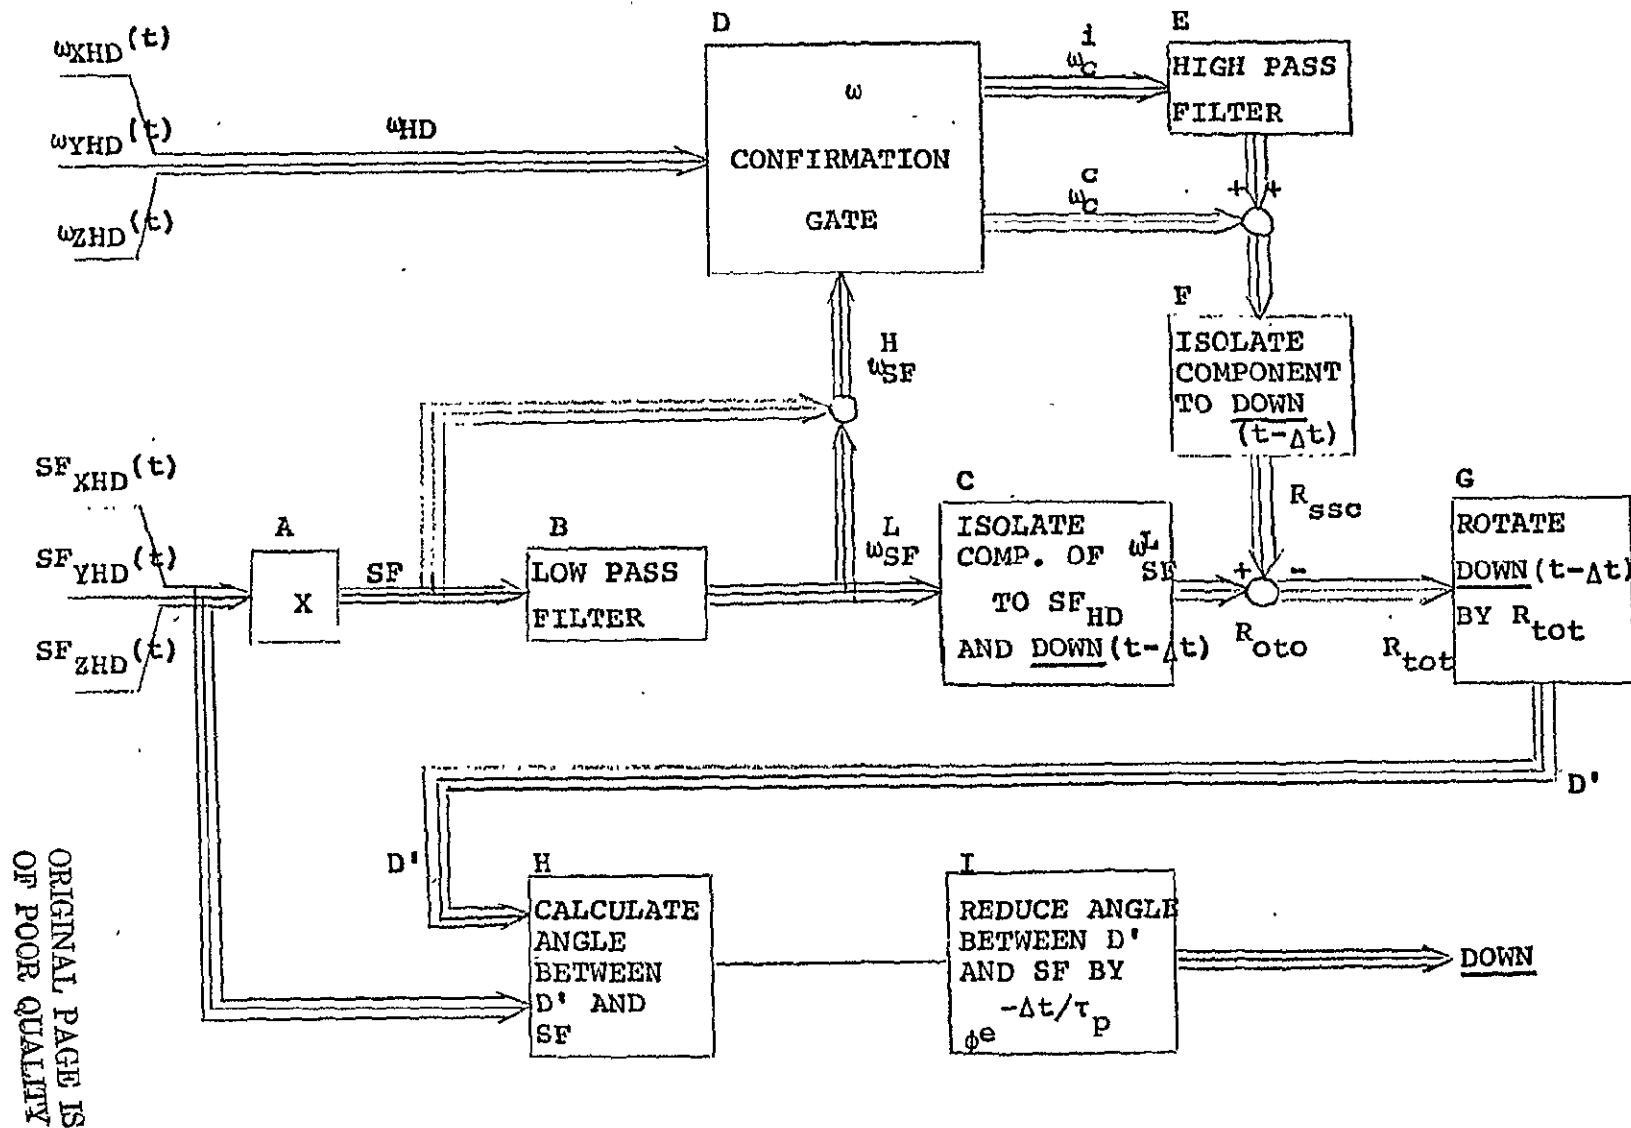 ω_XHD(t)
ω_YHD(t)
ω_ZHD(t)
ω_HD
D
ω
CONFIRMATION
GATE
ω_C^i
ω_C^C
E
HIGH PASS
FILTER
+ +
F
ISOLATE
COMPONENT
TO DOWN
(t-Δt)
R_ssc
ω_SF^H
SF_XHD(t)
SF_YHD(t)
SF_ZHD(t)
A
X
SF
B
LOW PASS
FILTER
ω_SF^L
C
ISOLATE
COMP. OF ω_SF^L
TO SF_HD
AND DOWN(t-Δt)
+ -
R_oto
R_tot
G
ROTATE
DOWN(t-Δt)
BY R_tot
D'
D'
H
CALCULATE
ANGLE
BETWEEN
D' AND
SF
I
REDUCE ANGLE
BETWEEN D'
AND SF BY
ϕe^-Δt/τ_p
DOWN
ORIGINAL PAGE IS
OF POOR QUALITY